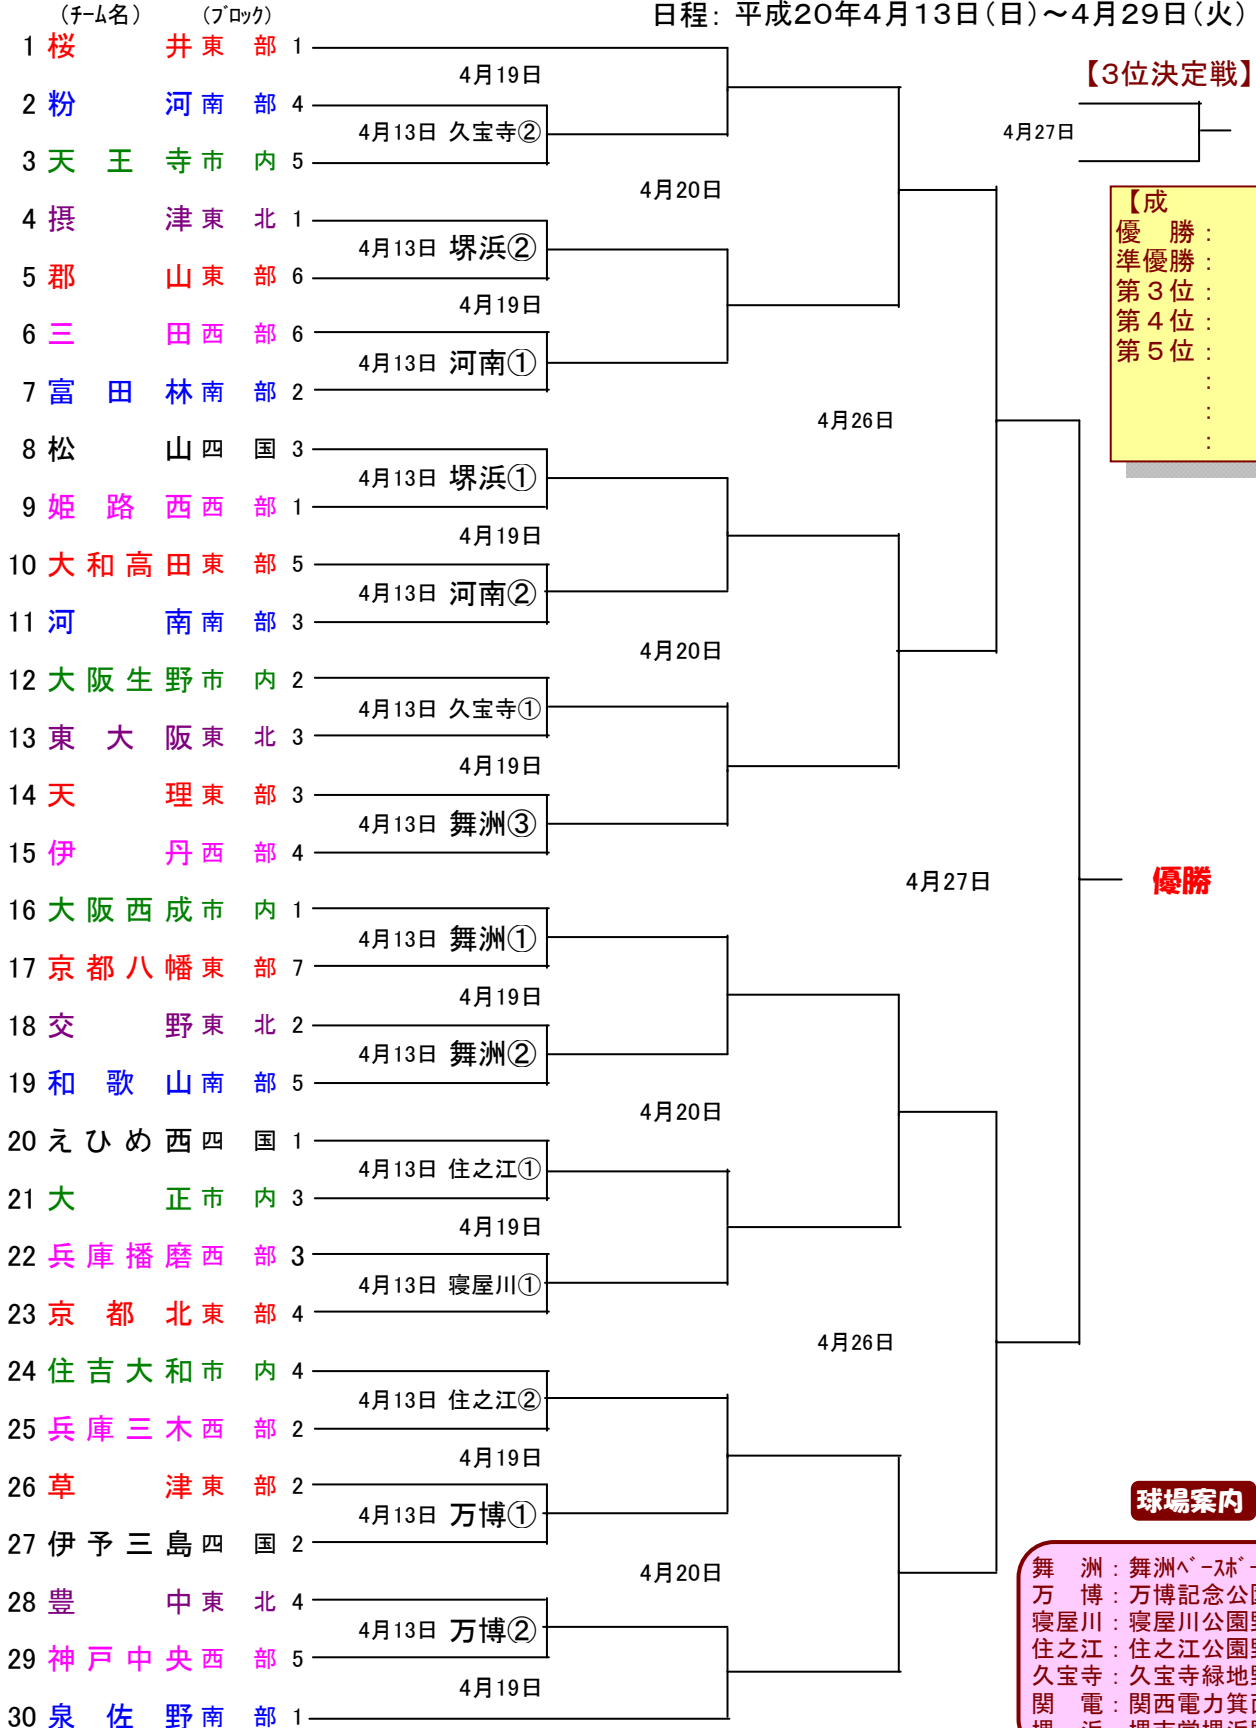 （ﾁｰﾑ名）　（ﾌﾞﾛｯｸ）　日程：平成20年4月13日（日）～4月29日（火）
1 桜井 東部 1
4月19日
【3位決定戦】
2 粉河 南部 4
4月13日 久宝寺②
4月27日
3 天王寺 市内 5
4月20日
4 摂津 東北 1
4月13日 堺浜②
5 郡山 東部 6
4月19日
6 三田 西部 6
4月13日 河南①
7 富田林 南部 2
【成
優　勝：
準優勝：
第３位：
第４位：
第５位：
：
：
：
4月26日
8 松山 四国 3
4月13日 堺浜①
9 姫路西 西部 1
4月19日
10 大和高田 東部 5
4月13日 河南②
11 河南 南部 3
4月20日
12 大阪生野 市内 2
4月13日 久宝寺①
13 東大阪 東北 3
4月19日
14 天理 東部 3
4月13日 舞洲③
15 伊丹 西部 4
4月27日
優勝
16 大阪西成 市内 1
4月13日 舞洲①
17 京都八幡 東部 7
4月19日
18 交野 東北 2
4月13日 舞洲②
19 和歌山 南部 5
4月20日
20 えひめ西 四国 1
4月13日 住之江①
21 大正 市内 3
4月19日
22 兵庫播磨 西部 3
4月13日 寝屋川①
23 京都北 東部 4
4月26日
24 住吉大和 市内 4
4月13日 住之江②
25 兵庫三木 西部 2
4月19日
26 草津 東部 2
4月13日 万博①
27 伊予三島 四国 2
4月20日
28 豊中 東北 4
4月13日 万博②
29 神戸中央 西部 5
4月19日
30 泉佐野 南部 1
球場案内
舞　洲：舞洲ﾍﾞｰｽﾎﾞｰ
万　博：万博記念公
寝屋川：寝屋川公園
住之江：住之江公園
久宝寺：久宝寺緑地
関　電：関西電力箕